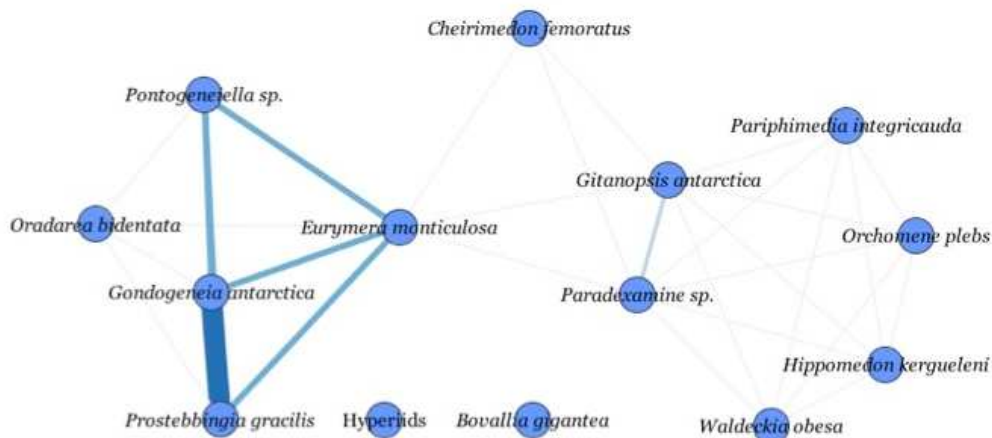 Cheirimedon femoratus
Pontogeneiella sp.
Pariphimedia integricauda
Gitanopsis antarctica
Oradarea bidentata
Eurymera monticulosa
Orchomene plebs
Gondogeneia antarctica
Paradexamine sp.
Hippomedon kergueleni
Prostebbingia gracilis
Hyperiids
Bovallia gigantea
Waldeckia obesa